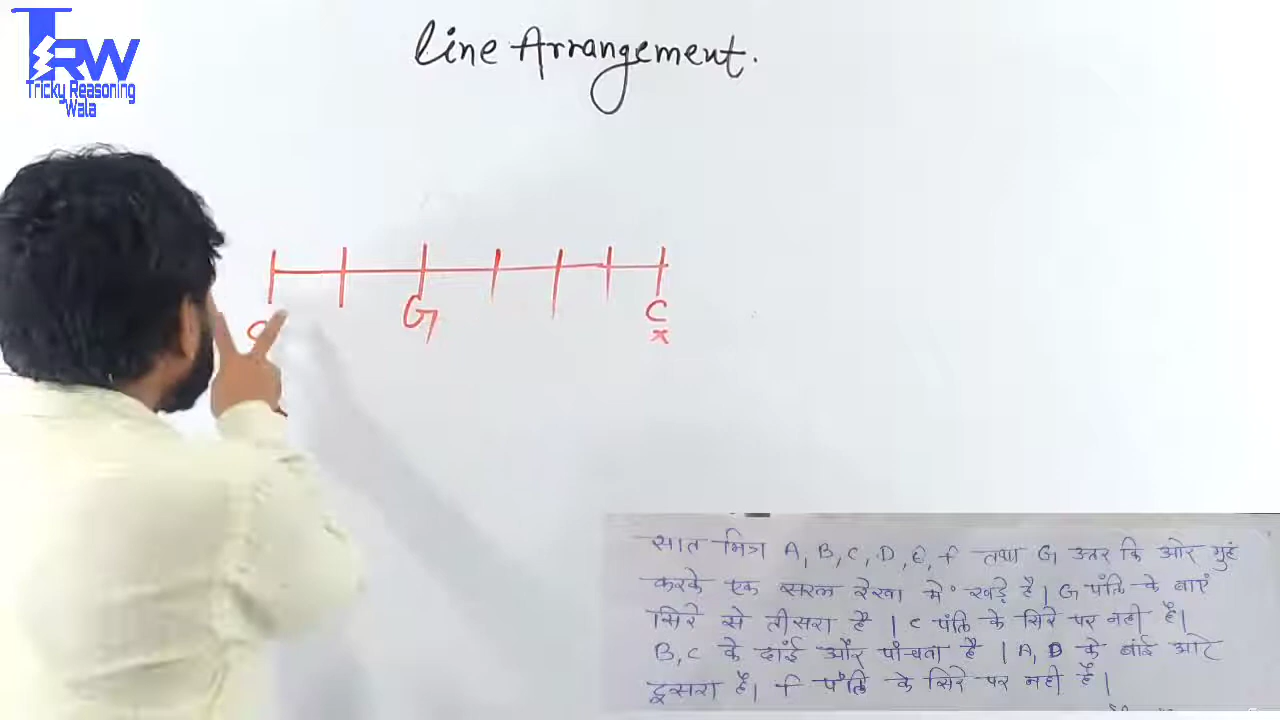 TRW
Tricky Reasoning
Wala
Line Arrangement.
G
C
x
सात मित्र A, B, C, D, E, F तथा G उत्तर कि ओर मुहं
करके एक सरल रेखा में खड़े है। G पंक्ति के बाएं
सिरे से तीसरा है। C पंक्ति के सिरे पर नही है।
B, C के दांई और पांचवा है। A, D के बांई ओर
दूसरा है। F पंक्ति के सिरे पर नही है।